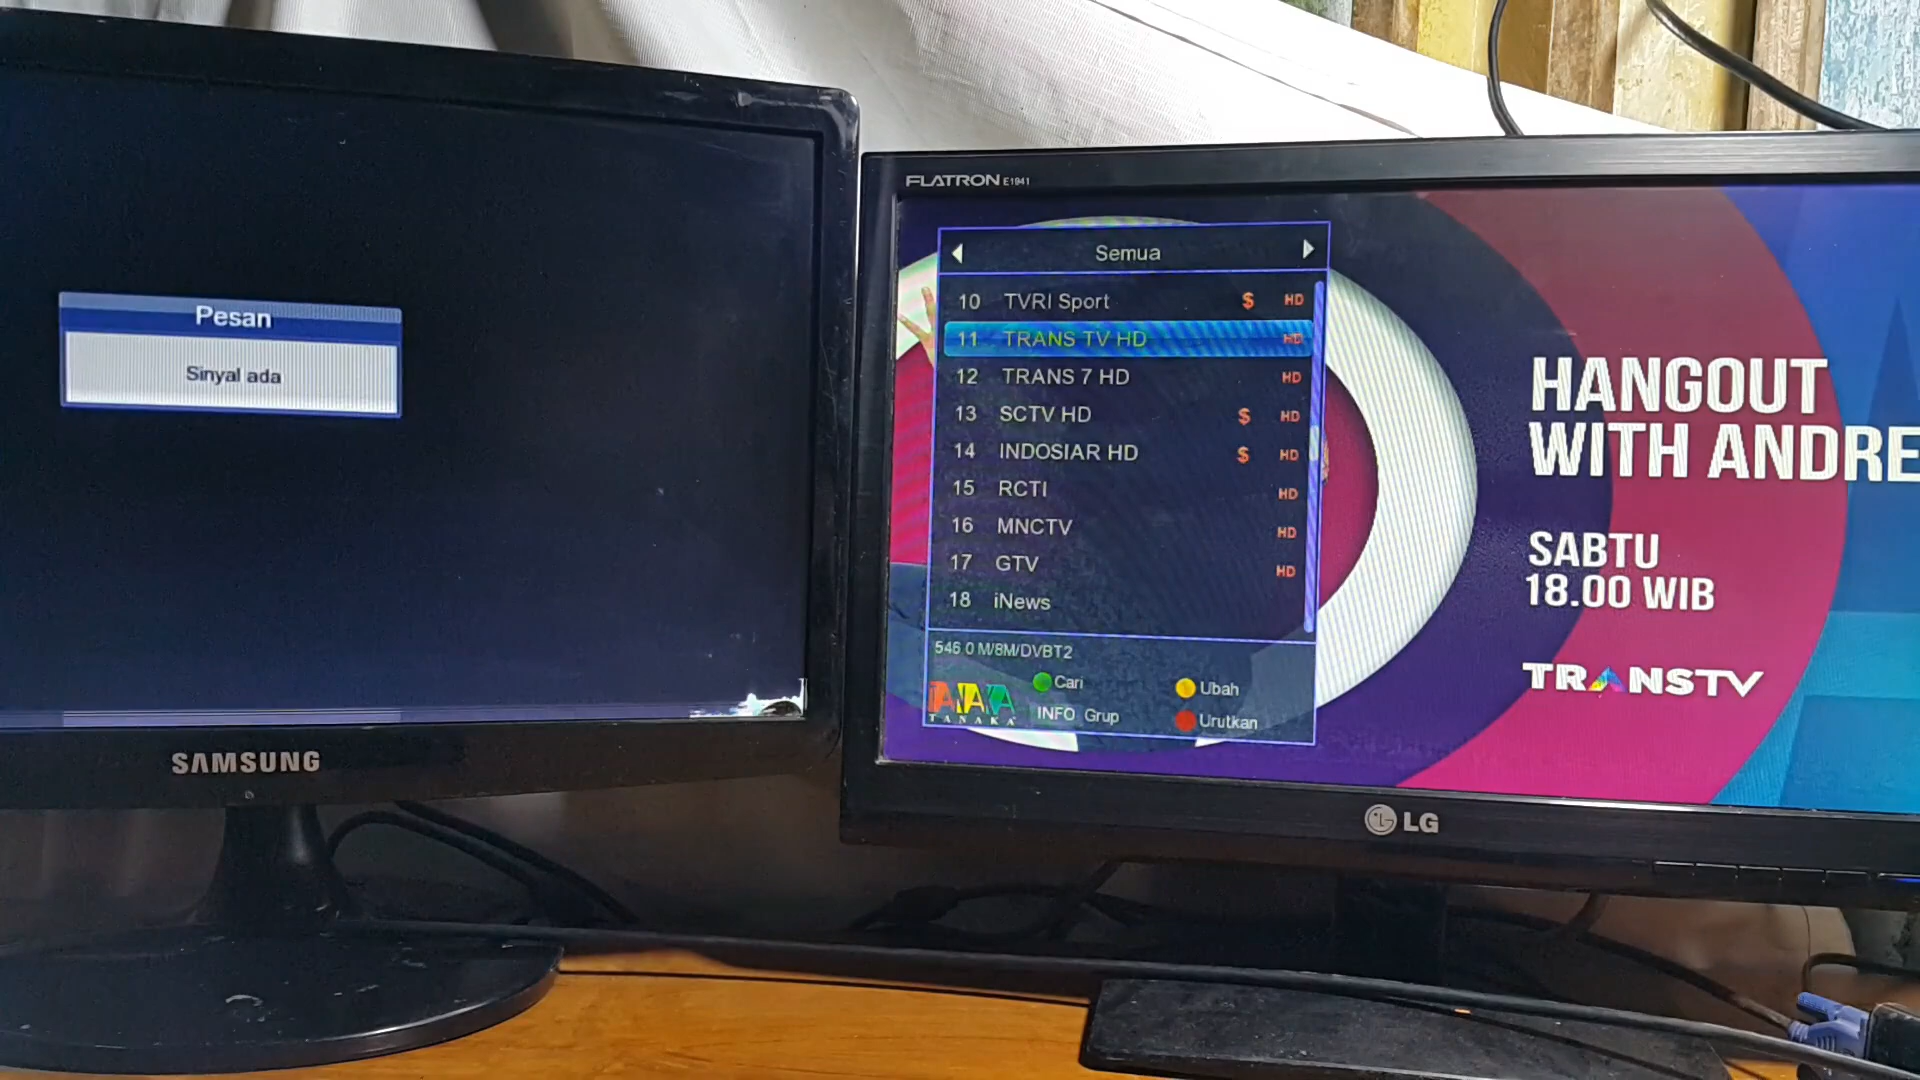 Pesan
Sinyal ada
SAMSUNG
FLATRON E1941
Semua
10 TVRI Sport $ HD
11 TRANS TV HD HD
12 TRANS 7 HD HD
13 SCTV HD $ HD
14 INDOSIAR HD $ HD
15 RCTI HD
16 MNCTV HD
17 GTV HD
18 iNews
546.0 M/8M/DVBT2
TANAKA
TANAKA
Cari
Ubah
INFO Grup
Urutkan
HANGOUT
WITH ANDRE
SABTU
18.00 WIB
TRANSTV
LG